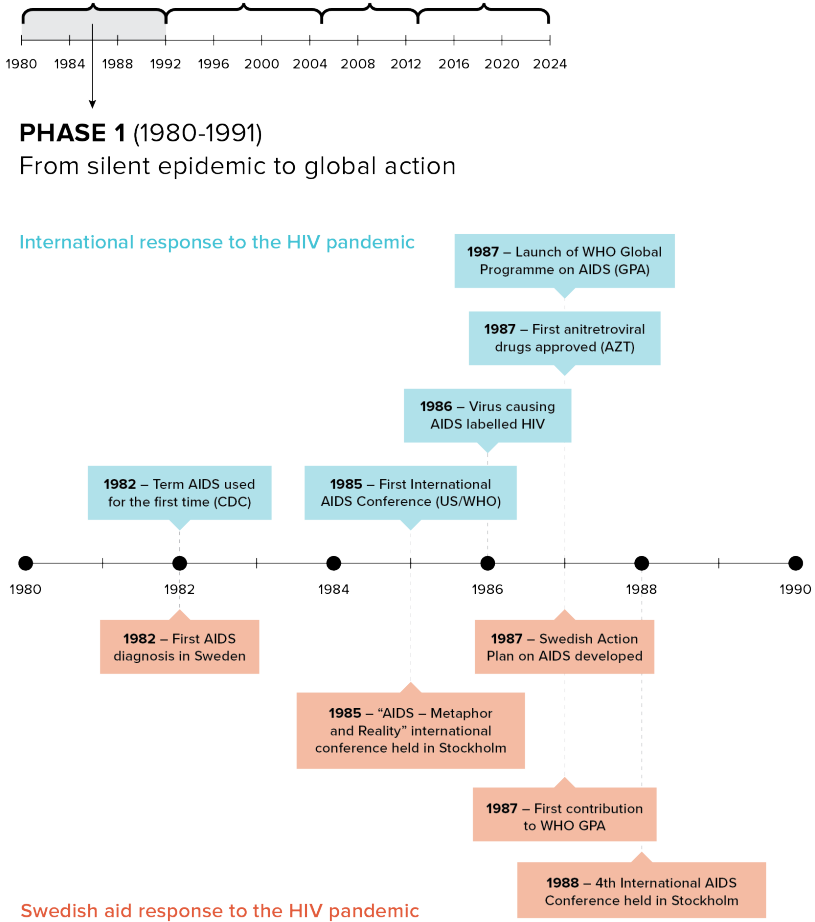 1980 1984 1988 1992 1996 2000 2004 2008 2012 2016 2020 2024
PHASE 1 (1980-1991)
From silent epidemic to global action
International response to the HIV pandemic
1987 – Launch of WHO Global
Programme on AIDS (GPA)
1987 – First anitretroviral
drugs approved (AZT)
1986 – Virus causing
AIDS labelled HIV
1982 – Term AIDS used
for the first time (CDC)
1985 – First International
AIDS Conference (US/WHO)
1980 1982 1984 1986 1988 1990
1982 – First AIDS
diagnosis in Sweden
1987 – Swedish Action
Plan on AIDS developed
1985 – “AIDS – Metaphor
and Reality” international
conference held in Stockholm
1987 – First contribution
to WHO GPA
1988 – 4th International AIDS
Conference held in Stockholm
Swedish aid response to the HIV pandemic